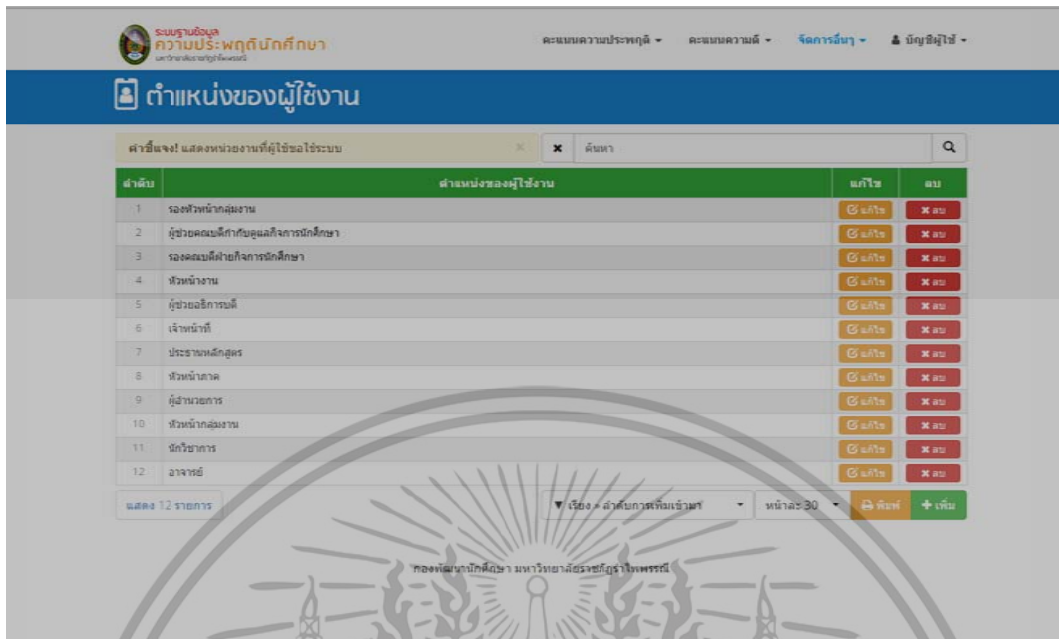 ระบบฐานข้อมูล
ความประพฤตินักศึกษา
มหาวิทยาลัยราชภัฏรำไพพรรณี
คะแนนความประพฤติ คะแนนความดี จัดการอื่นๆ บัญชีผู้ใช้
ตำแหน่งของผู้ใช้งาน
คำชี้แจง! แสดงหน่วยงานที่ผู้ใช้ขอใช้ระบบ × ✖ ค้นหา
ลำดับ ตำแหน่งของผู้ใช้งาน แก้ไข ลบ
1 รองหัวหน้ากลุ่มงาน แก้ไข ✖ ลบ
2 ผู้ช่วยคณบดีกำกับดูแลกิจการนักศึกษา แก้ไข ✖ ลบ
3 รองคณบดีฝ่ายกิจการนักศึกษา แก้ไข ✖ ลบ
4 หัวหน้างาน แก้ไข ✖ ลบ
5 ผู้ช่วยอธิการบดี แก้ไข ✖ ลบ
6 เจ้าหน้าที่ แก้ไข ✖ ลบ
7 ประธานหลักสูตร แก้ไข ✖ ลบ
8 หัวหน้าภาค แก้ไข ✖ ลบ
9 ผู้อำนวยการ แก้ไข ✖ ลบ
10 หัวหน้ากลุ่มงาน แก้ไข ✖ ลบ
11 นักวิชาการ แก้ไข ✖ ลบ
12 อาจารย์ แก้ไข ✖ ลบ
แสดง 12 รายการ ▼ เรียง » ลำดับการเพิ่มเข้ามา หน้าละ 30 พิมพ์ + เพิ่ม
กองพัฒนานักศึกษา มหาวิทยาลัยราชภัฏรำไพพรรณี